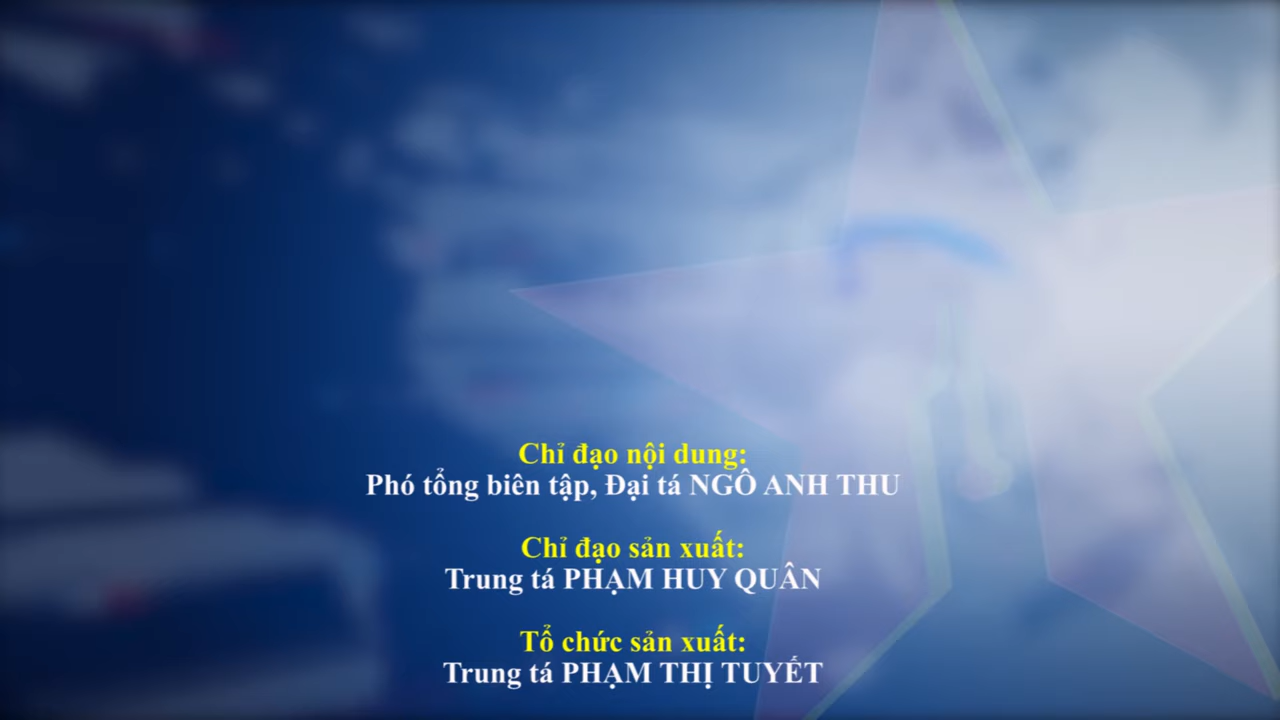 Chỉ đạo nội dung:
Phó tổng biên tập, Đại tá NGÔ ANH THU
Chỉ đạo sản xuất:
Trung tá PHẠM HUY QUÂN
Tổ chức sản xuất:
Trung tá PHẠM THỊ TUYẾT